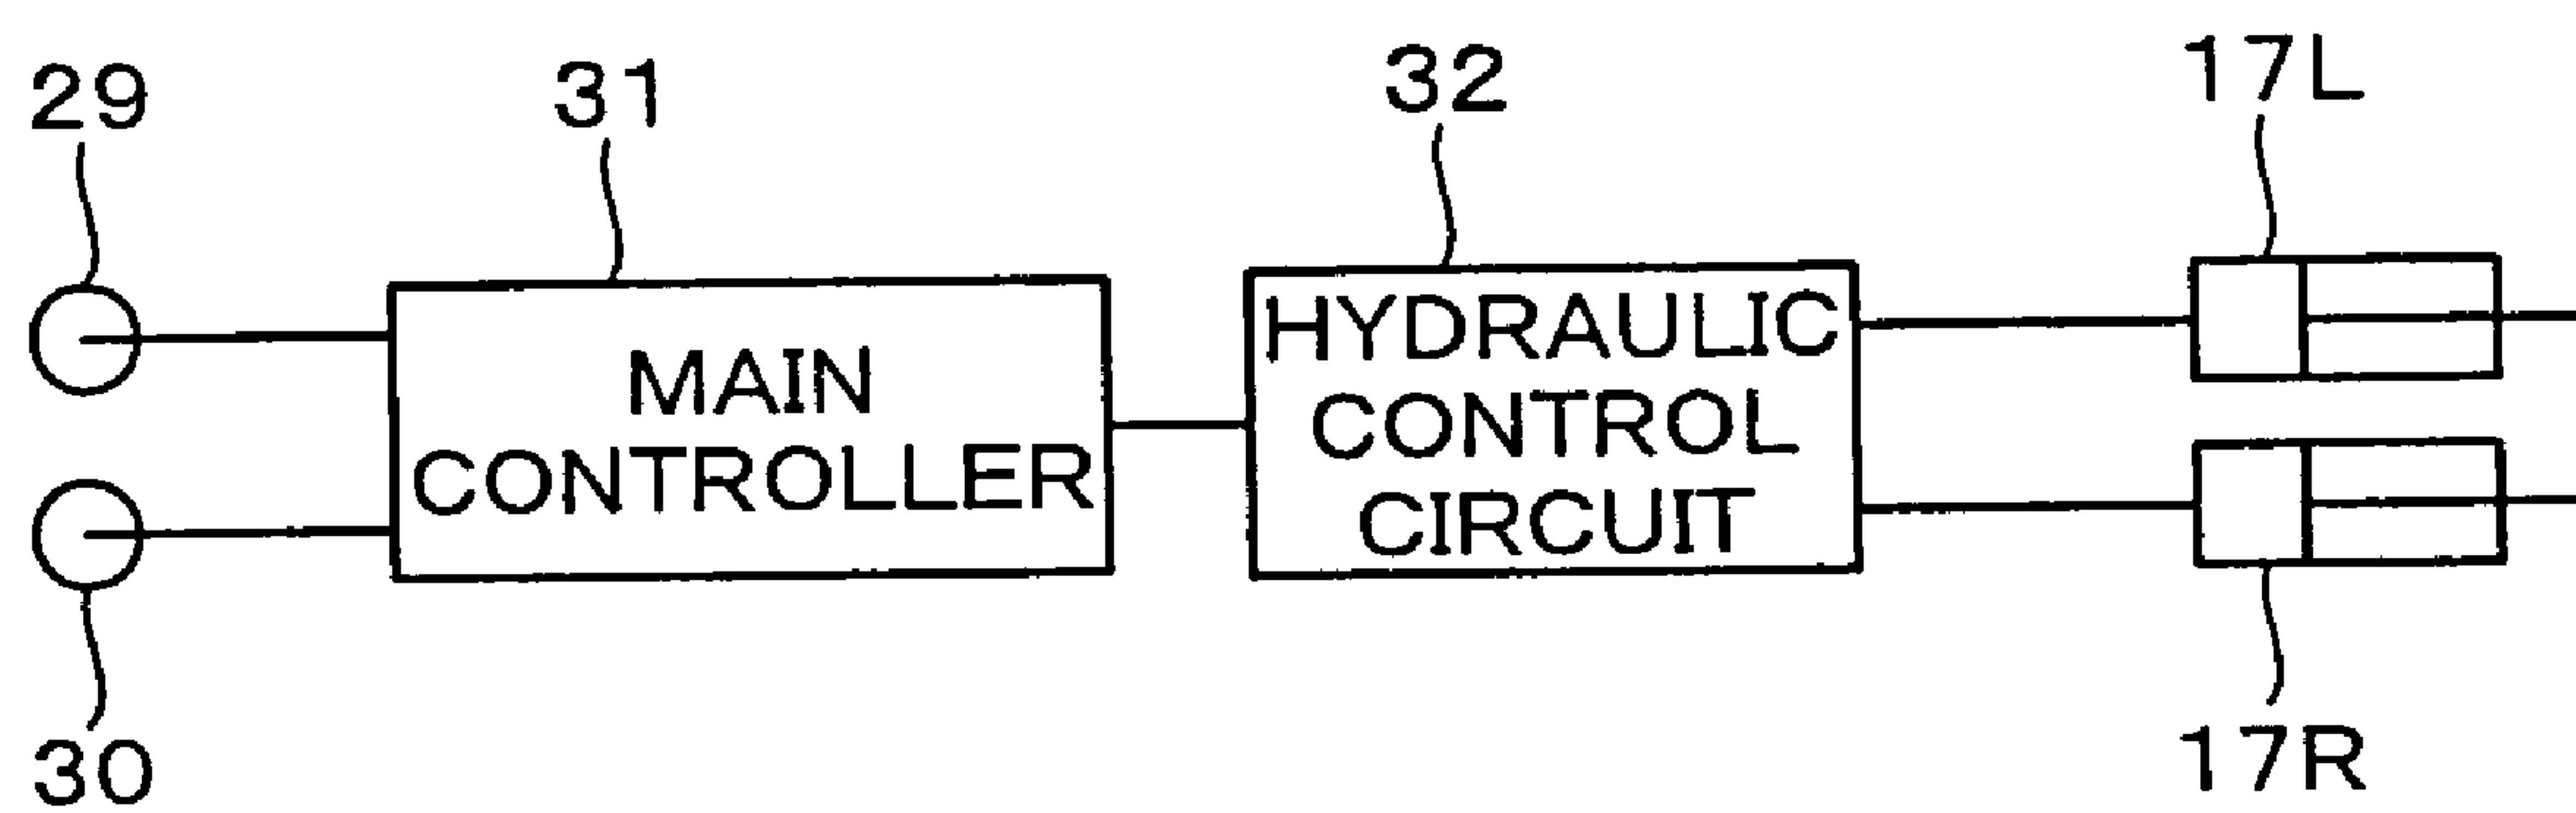 29
31
32
17L
MAIN
CONTROLLER
HYDRAULIC
CONTROL
CIRCUIT
30
17R